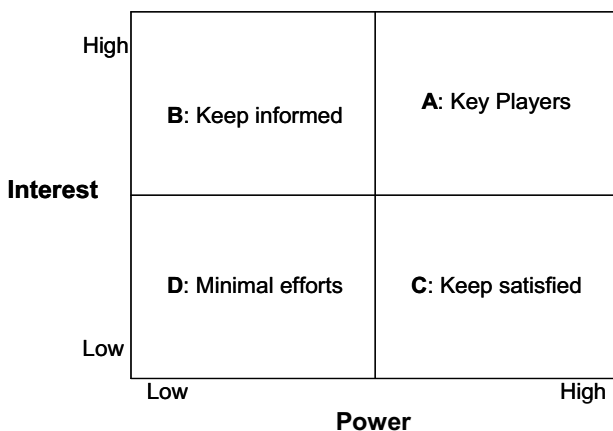 High
A: Key Players
B: Keep informed
Interest
D: Minimal efforts
C: Keep satisfied
Low
Low
High
Power